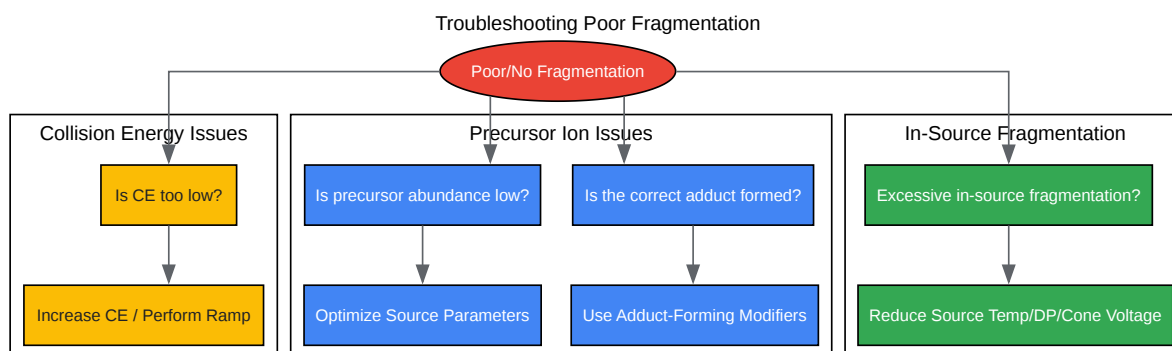 Troubleshooting Poor Fragmentation
Poor/No Fragmentation
Collision Energy Issues
Precursor Ion Issues
In-Source Fragmentation
Is CE too low?
Is precursor abundance low?
Is the correct adduct formed?
Excessive in-source fragmentation?
Increase CE / Perform Ramp
Optimize Source Parameters
Use Adduct-Forming Modifiers
Reduce Source Temp/DP/Cone Voltage